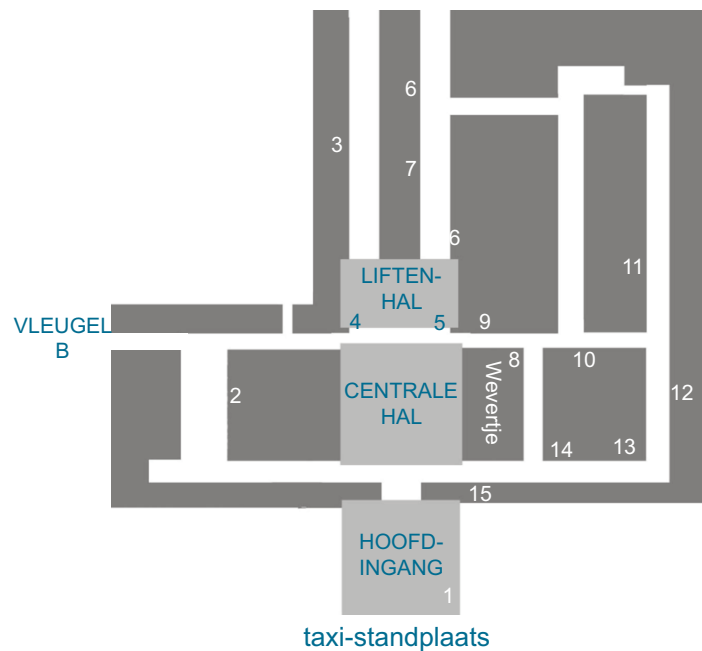 6
3
7
6
LIFTEN-
HAL
11
VLEUGEL
B
4
5
9
8
10
2
CENTRALE
HAL
Wevertje
12
14
13
15
HOOFD-
INGANG
1
taxi-standplaats